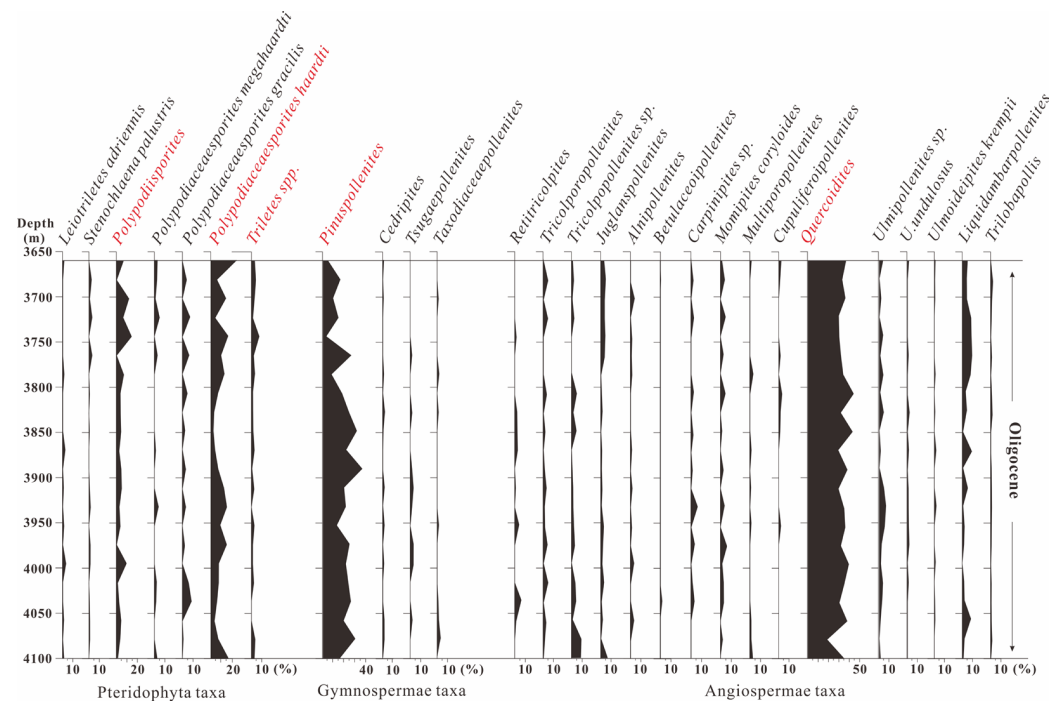 Leiotriletes adriennis
Stenochlaena palustris
Polypodiisporites
Polypodiaceaesporites megahaardti
Polypodiaceaesporites gracilis
Polypodiaceaesporites haardti
Triletes spp.
Pinuspollenites
Cedripites
Tsugaepollenites
Taxodiaceaepollenites
Retitricolpites
Tricolporopollenites
Tricolpopollenites sp.
Juglanspollenites
Alnipollenites
Betulaceoipollenites
Carpinipites sp.
Momipites coryloides
Multiporopollenites
Cupuliferoipollenites
Quercoidites
Ulmipollenites sp.
U.undulosus
Ulmoideipites krempii
Liquidambarpollenites
Trilobapollis
Depth
(m)
3650
3700
3750
3800
3850
3900
3950
4000
4050
4100
Oligocene
10 10 20 10 10 20 10 (%) 40 10 10 10 (%) 10 10 10 10 10 10 10 10 10 10 50 10 10 10 10 10 (%)
Pteridophyta taxa
Gymnospermae taxa
Angiospermae taxa